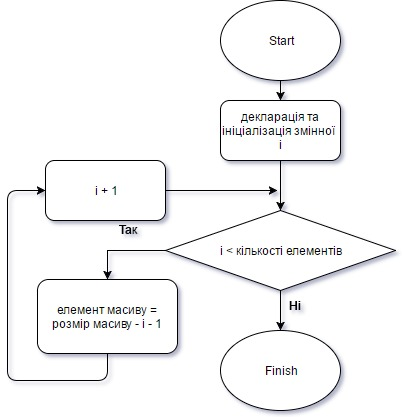 Start
декларація та
ініціалізація змінної
i
i + 1
Так
i < кількості елементів
елемент масиву =
розмір масиву - i - 1
Ні
Finish